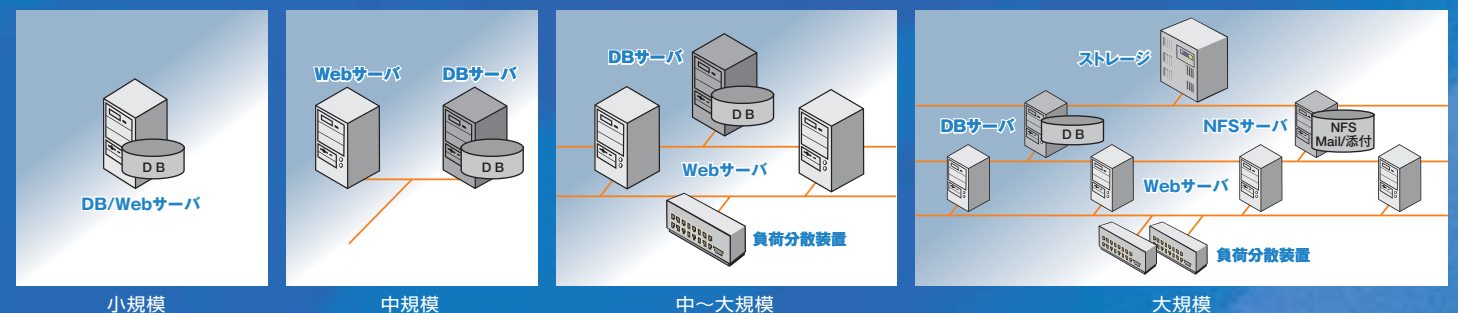 DB
DB/Webサーバ
小規模
Webサーバ
DBサーバ
DB
中規模
DBサーバ
DB
Webサーバ
負荷分散装置
中〜大規模
ストレージ
DBサーバ
DB
NFSサーバ
NFS
Mail/添付
Webサーバ
負荷分散装置
大規模